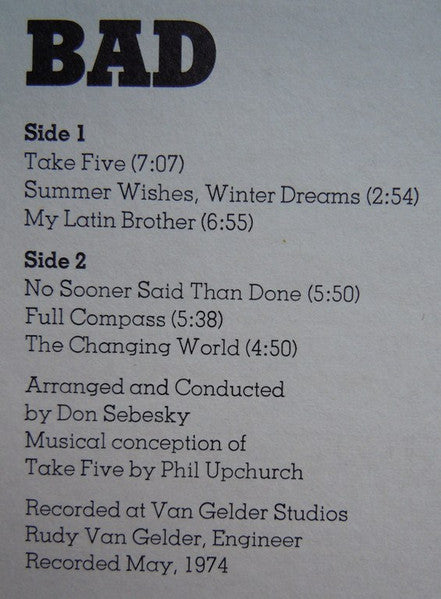 BAD
Side 1
Take Five (7:07)
Summer Wishes, Winter Dreams (2:54)
My Latin Brother (6:55)
Side 2
No Sooner Said Than Done (5:50)
Full Compass (5:38)
The Changing World (4:50)
Arranged and Conducted
by Don Sebesky
Musical conception of
Take Five by Phil Upchurch
Recorded at Van Gelder Studios
Rudy Van Gelder, Engineer
Recorded May, 1974